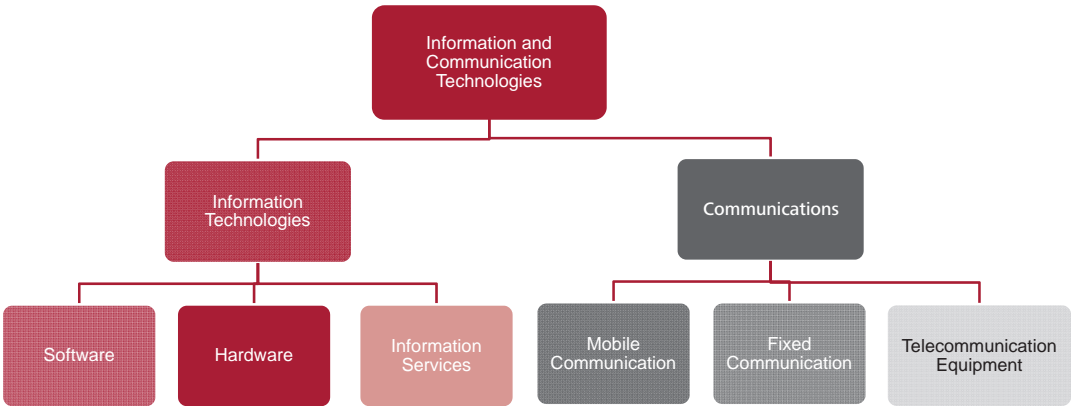 Information and
Communication
Technologies
Information
Technologies
Communications
Software
Hardware
Information
Services
Mobile
Communication
Fixed
Communication
Telecommunication
Equipment